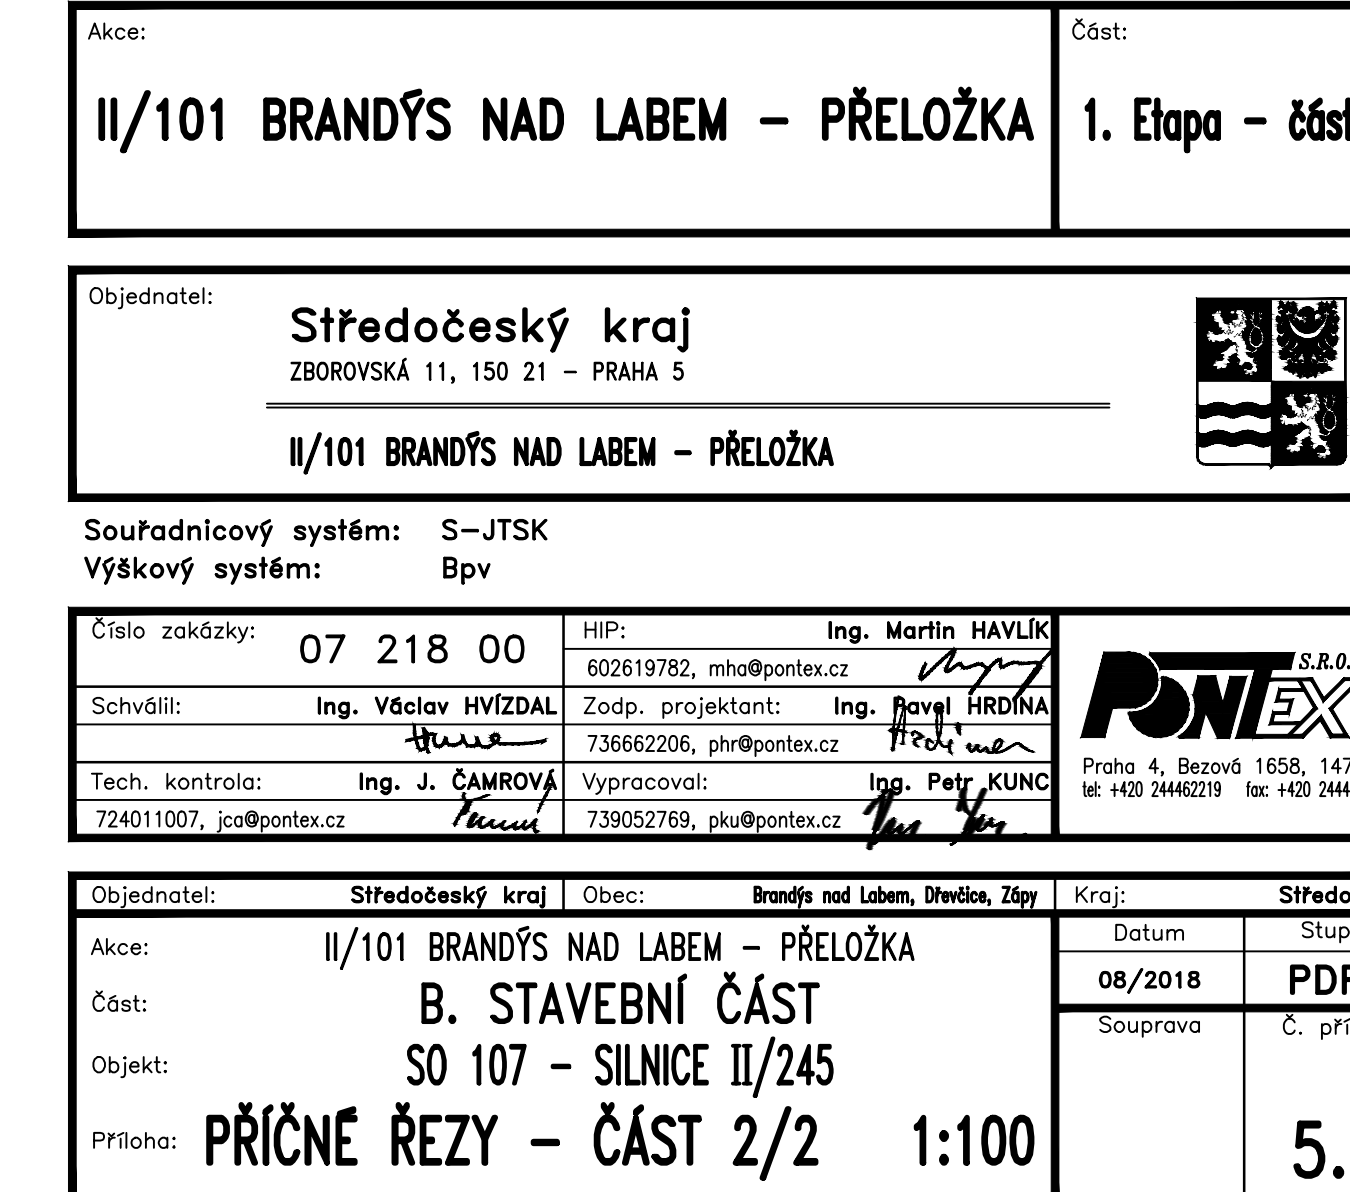 Akce:
Část:
II/101 BRANDÝS NAD LABEM – PŘELOŽKA
1. Etapa – část
Objednatel:
Středočeský kraj
ZBOROVSKÁ 11, 150 21 – PRAHA 5
II/101 BRANDÝS NAD LABEM – PŘELOŽKA
Souřadnicový systém: S–JTSK
Výškový systém: Bpv
Číslo zakázky: 07 218 00
HIP: Ing. Martin HAVLÍK
602619782, mha@pontex.cz
Schválil: Ing. Václav HVÍZDAL
Zodp. projektant: Ing. Pavel HRDINA
736662206, phr@pontex.cz
Tech. kontrola: Ing. J. ČAMROVÁ
Vypracoval: Ing. Petr KUNC
724011007, jca@pontex.cz
739052769, pku@pontex.cz
PONTEX S.R.O.
Praha 4, Bezová 1658, 147
tel: +420 244462219 fax: +420 2444
Objednatel: Středočeský kraj
Obec: Brandýs nad Labem, Dřevčice, Zápy
Kraj: Středo
Akce: II/101 BRANDÝS NAD LABEM – PŘELOŽKA
Datum
Stup
08/2018
PDP
Část: B. STAVEBNÍ ČÁST
Souprava
Č. pří
Objekt: SO 107 – SILNICE II/245
Příloha: PŘÍČNÉ ŘEZY – ČÁST 2/2 1:100
5.